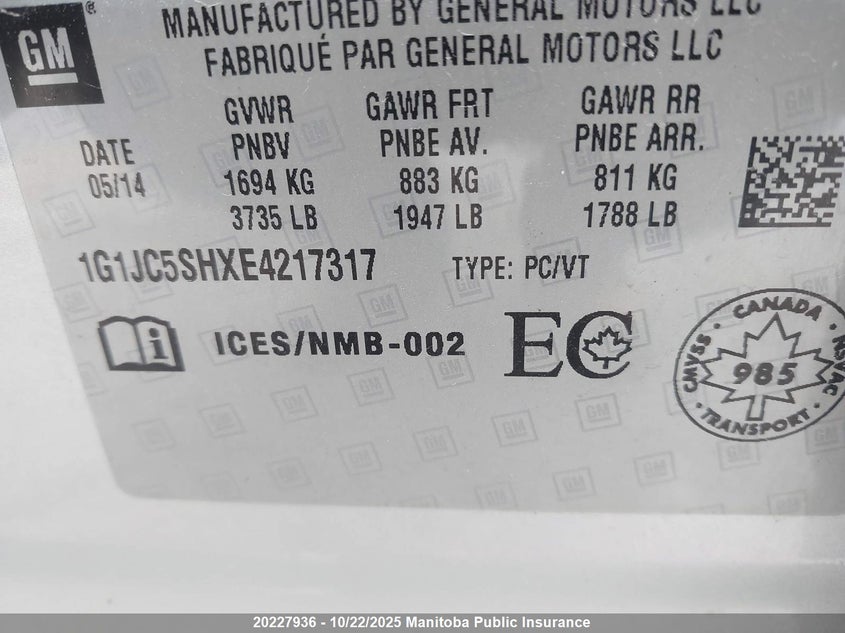 GM
MANUFACTURED BY GENERAL MOTORS LLC
FABRIQUÉ PAR GENERAL MOTORS LLC
DATE
05/14
GVWR
PNBV
1694 KG
3735 LB
GAWR FRT
PNBE AV.
883 KG
1947 LB
GAWR RR
PNBE ARR.
811 KG
1788 LB
1G1JC5SHXE4217317 TYPE: PC/VT
i ICES/NMB-002 EC
CANADA
CMVSS · NSVAC
985
TRANSPORT
20227936 - 10/22/2025 Manitoba Public Insurance